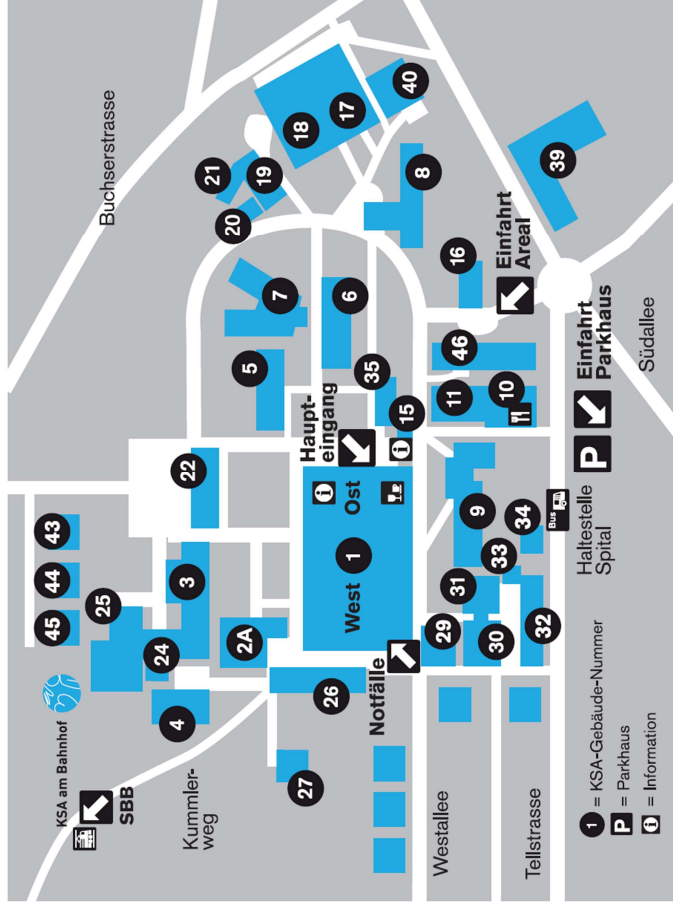 KSA am Bahnhof
SBB
Kummler-
weg
Buchserstrasse
45
44
43
25
24
4
3
22
2A
26
27
5
7
20
21
19
18
17
40
6
8
39
Haupt-
eingang
35
15
West
1
Ost
Notfälle
29
31
9
11
46
16
Einfahrt
Areal
30
33
34
10
32
Bus
Westallee
Tellstrasse
Haltestelle
Spital
P
Einfahrt
Parkhaus
Südallee
1 = KSA-Gebäude-Nummer
P = Parkhaus
i = Information